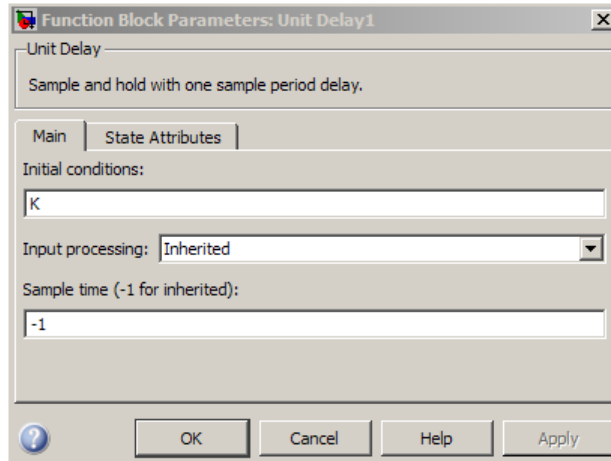 Function Block Parameters: Unit Delay1
Unit Delay
Sample and hold with one sample period delay.
Main State Attributes
Initial conditions:
K
Input processing: Inherited
Sample time (-1 for inherited):
-1
OK Cancel Help Apply